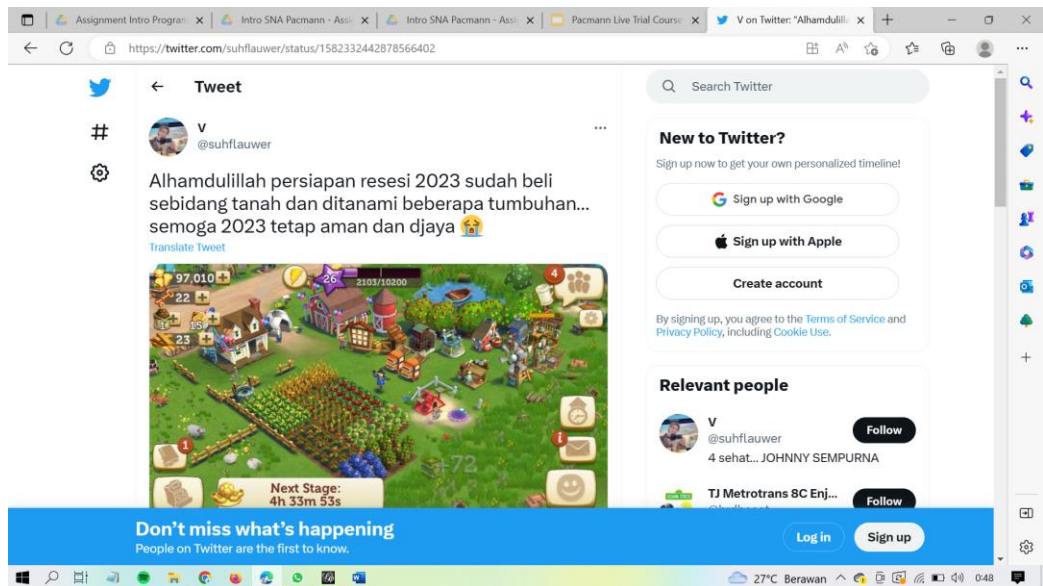 Assignment Intro Program
Intro SNA Pacmann - Assi
Intro SNA Pacmann - Assi
Pacmann Live Trial Course
V on Twitter: "Alhamdulill
https://twitter.com/suhflauwer/status/1582332442878566402
Tweet
V
@suhflauwer
Alhamdulillah persiapan resesi 2023 sudah beli
sebidang tanah dan ditanami beberapa tumbuhan...
semoga 2023 tetap aman dan djaya 😭
Translate Tweet
97,010
26
2103/10200
4
22
1
15
23
1
1
+72
Next Stage:
4h 33m 53s
Search Twitter
New to Twitter?
Sign up now to get your own personalized timeline!
Sign up with Google
Sign up with Apple
Create account
By signing up, you agree to the Terms of Service and
Privacy Policy, including Cookie Use.
Relevant people
V
@suhflauwer
Follow
4 sehat... JOHNNY SEMPURNA
TJ Metrotrans 8C Enj...
Follow
Don't miss what's happening
People on Twitter are the first to know.
Log in
Sign up
27°C Berawan
0:48